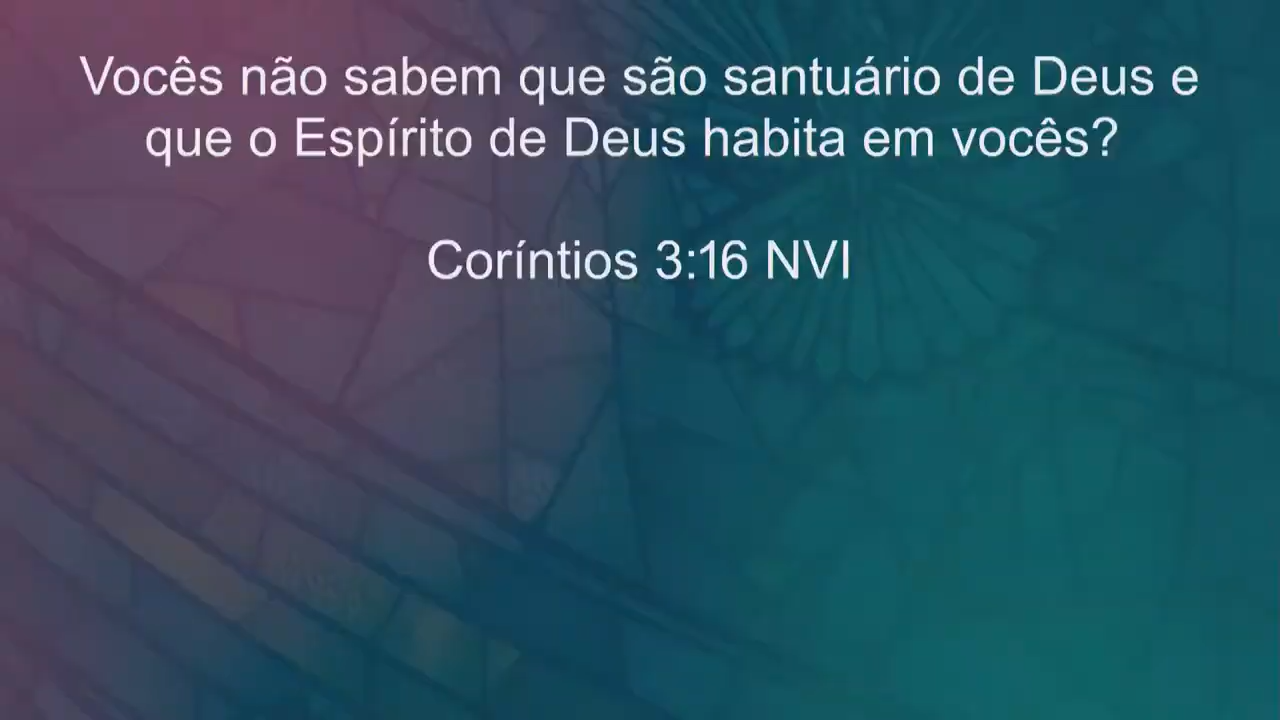 Vocês não sabem que são santuário de Deus e
que o Espírito de Deus habita em vocês?
Coríntios 3:16 NVI